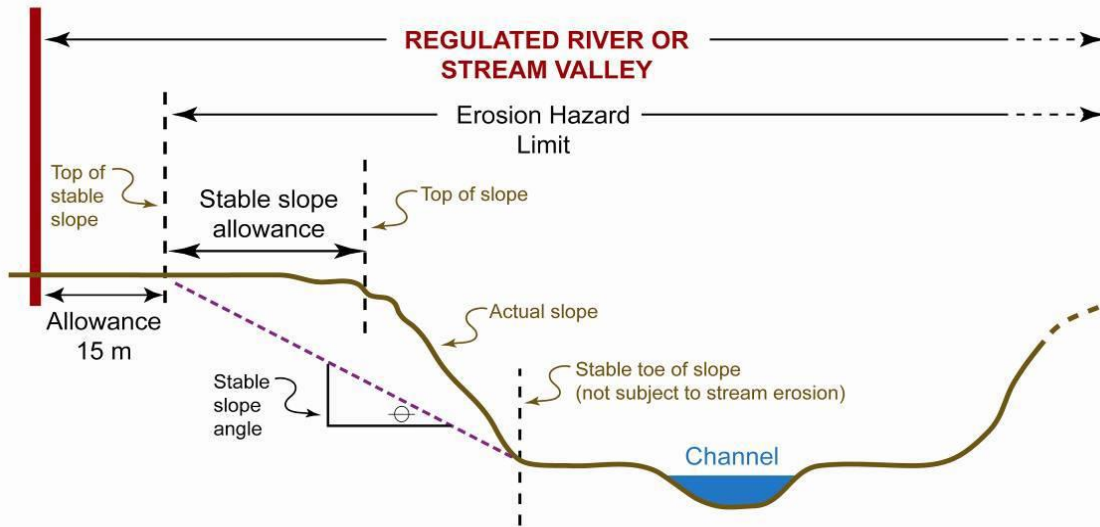 REGULATED RIVER OR
STREAM VALLEY
Erosion Hazard
Limit
Top of
stable
slope
Stable slope
allowance
Top of slope
Allowance
15 m
Actual slope
Stable
slope
angle
Θ
Stable toe of slope
(not subject to stream erosion)
Channel